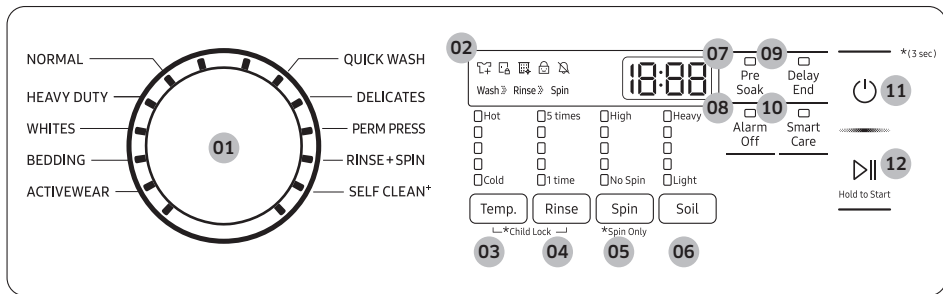 NORMAL
HEAVY DUTY
WHITES
BEDDING
ACTIVEWEAR
01
QUICK WASH
DELICATES
PERM PRESS
RINSE+SPIN
SELF CLEAN+
02
Wash Rinse Spin
18:88
Hot 5 times High Heavy
Cold 1 time No Spin Light
Temp. Rinse Spin Soil
*Child Lock *Spin Only
03 04 05 06
07 09
Pre Soak
Delay End
08 10
Alarm Off
Smart Care
*(3 sec)
11
12
Hold to Start